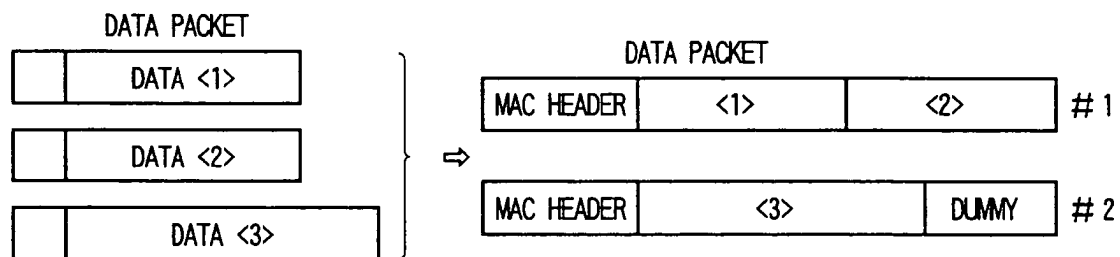 DATA PACKET
DATA <1>
DATA <2>
DATA <3>
DATA PACKET
MAC HEADER <1> <2> #1
MAC HEADER <3> DUMMY #2